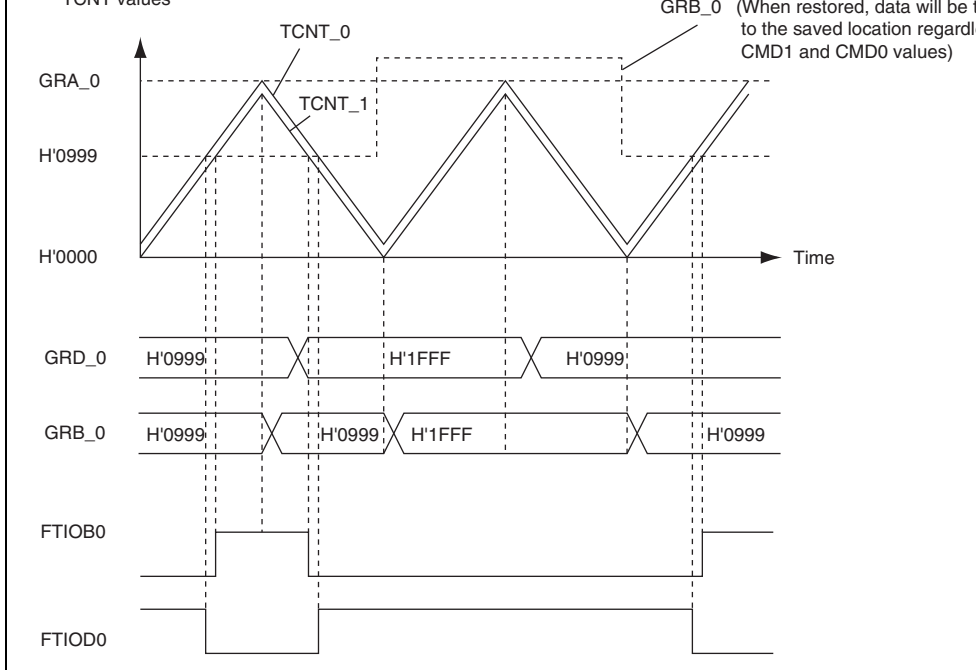 TCNT values
GRB_0 (When restored, data will be
to the saved location
CMD1 and CMD0 values)
TCNT_0
GRA_0
TCNT_1
H'0999
H'0000
Time
GRD_0 H'0999 H'1FFF H'0999
GRB_0 H'0999 H'0999 H'1FFF H'0999
FTIOB0
FTIOD0